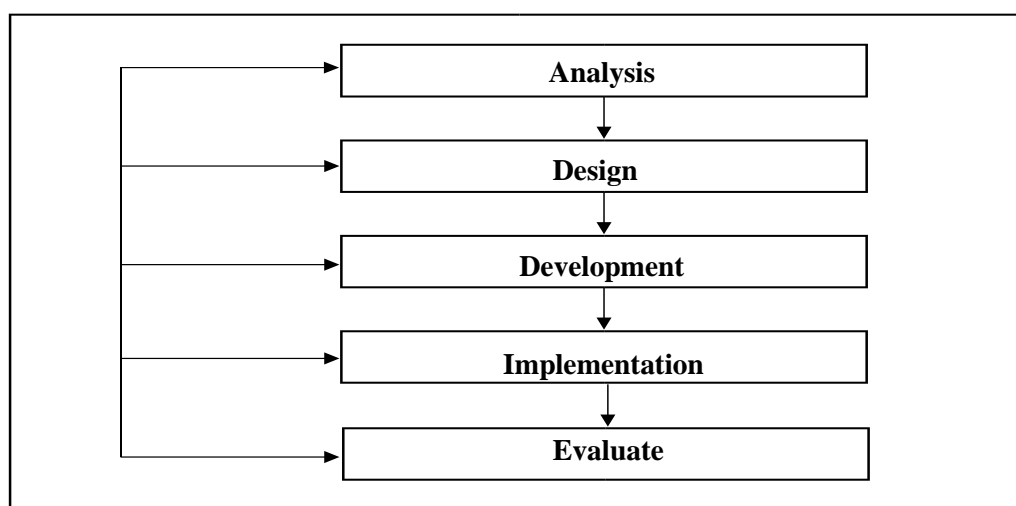 Analysis
Design
Development
Implementation
Evaluate